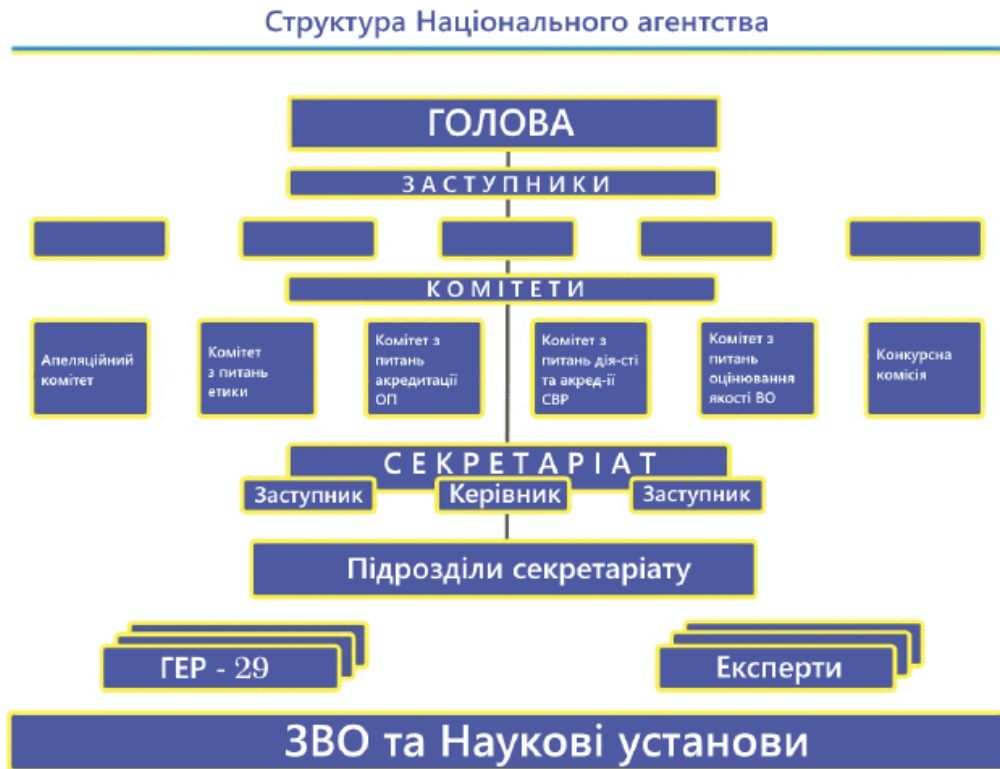 Структура Національного агентства
ГОЛОВА
ЗАСТУПНИКИ
КОМІТЕТИ
Апеляційний
комітет
Комітет
з питань
етики
Комітет з
питань
акредитації
ОП
Комітет з
питань дія-сті
та акред-ії
СВР
Комітет з
питань
оцінювання
якості ВО
Конкурсна
комісія
СЕКРЕТАРІАТ
Заступник
Керівник
Заступник
Підрозділи секретаріату
ГЕР - 29
Експерти
ЗВО та Наукові установи